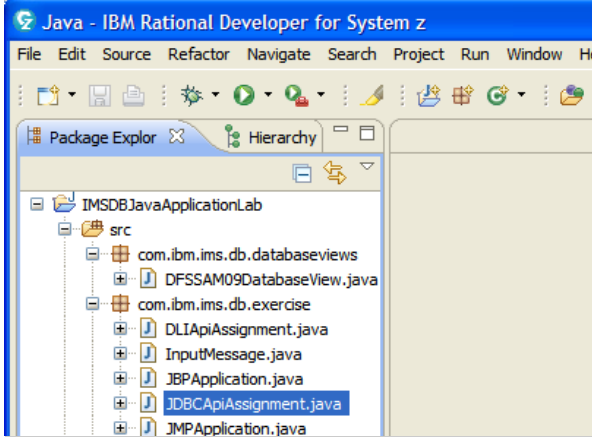 Java - IBM Rational Developer for System z
File Edit Source Refactor Navigate Search Project Run Window
Package Explor Hierarchy
IMSDBJavaApplicationLab
src
com.ibm.ims.db.databaseviews
DFSSAM09DatabaseView.java
com.ibm.ims.db.exercise
DLIApiAssignment.java
InputMessage.java
JBPApplication.java
JDBCApiAssignment.java
JMPApplication.java